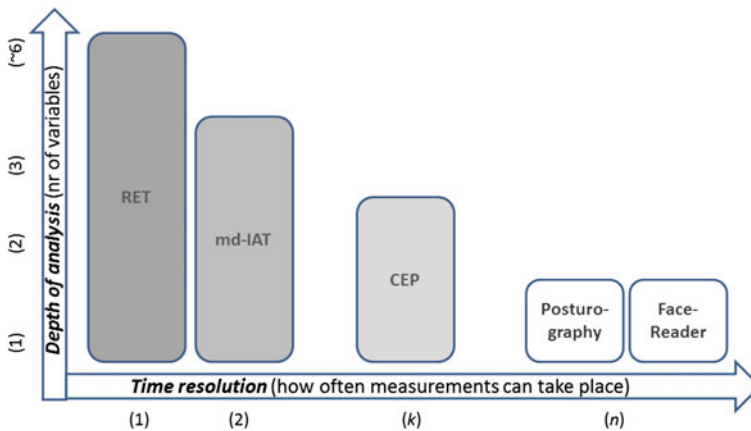 (~6)
(3)
(2)
(1)
Depth of analysis (nr of variables)
RET
md-IAT
CEP
Posturo-
graphy
Face-
Reader
Time resolution (how often measurements can take place)
(1)
(2)
(k)
(n)